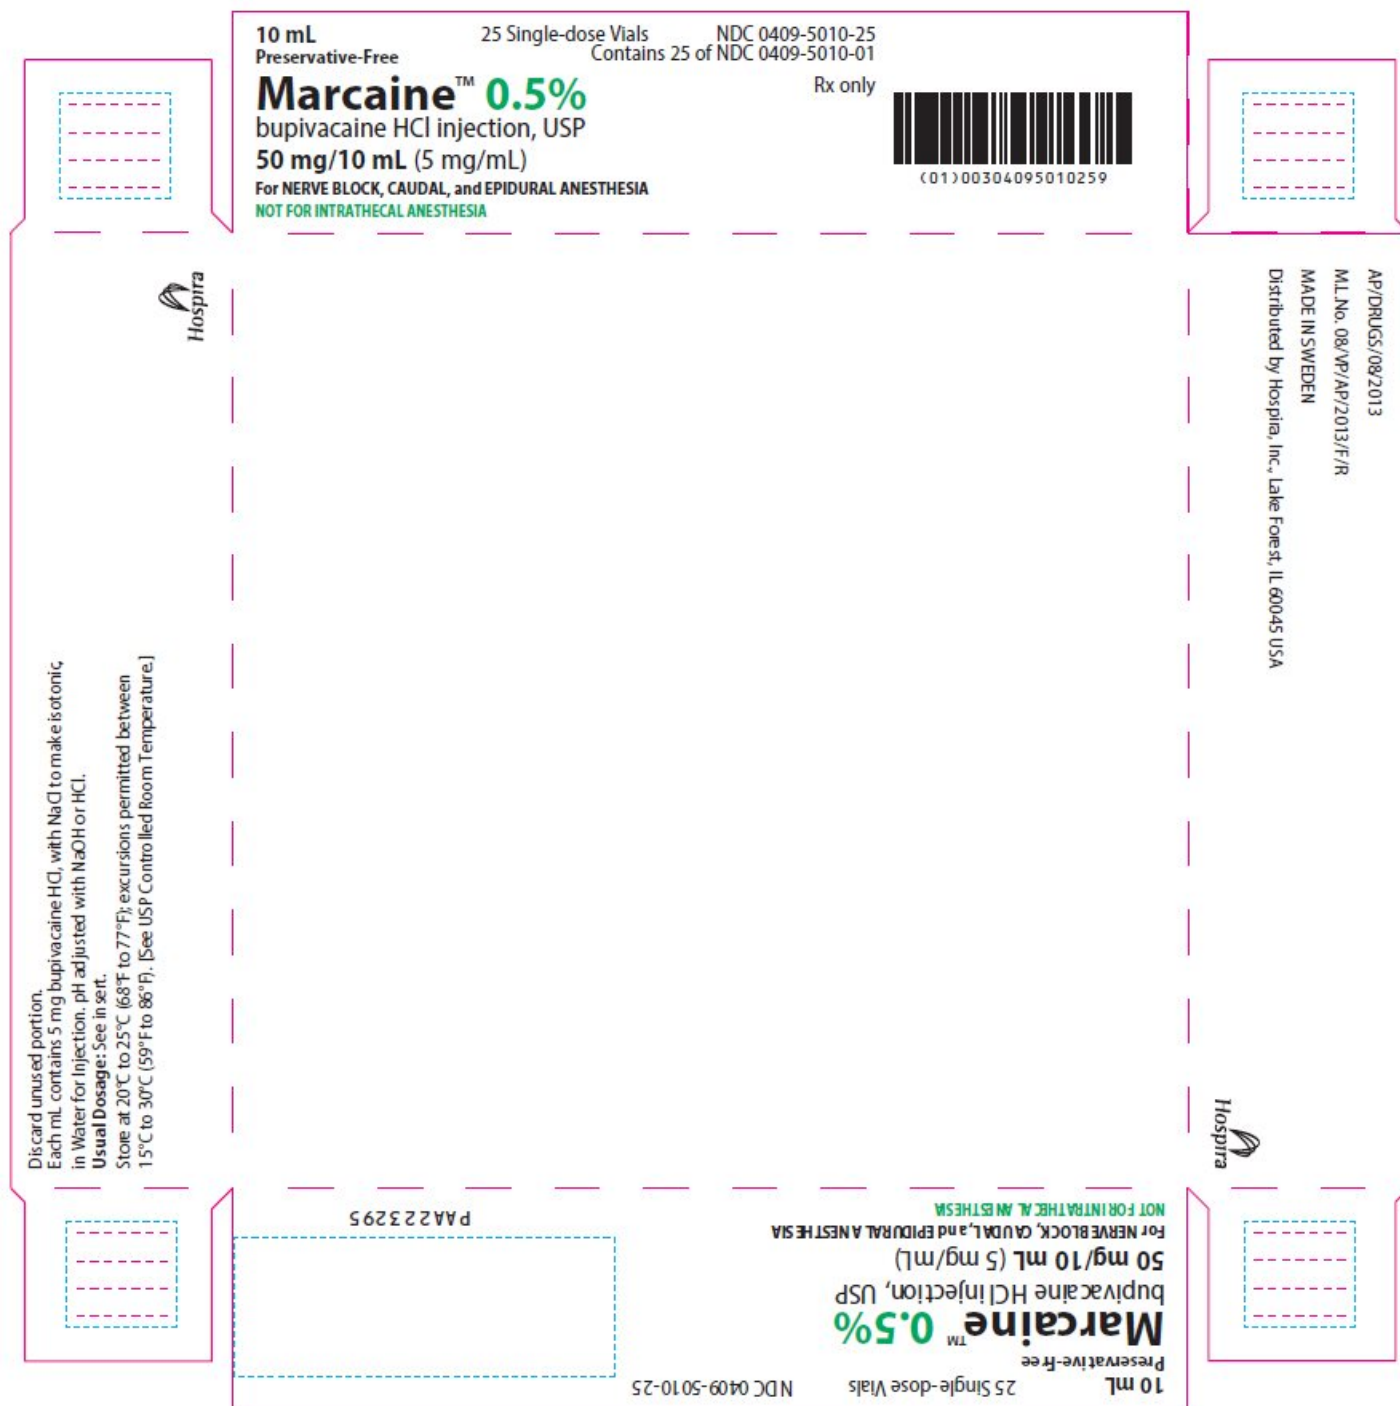 10 mL 25 Single-dose Vials NDC 0409-5010-25
Preservative-Free Contains 25 of NDC 0409-5010-01
Marcaine™ 0.5% Rx only
bupivacaine HCl injection, USP
50 mg/10 mL (5 mg/mL)
For NERVE BLOCK, CAUDAL, and EPIDURAL ANESTHESIA
NOT FOR INTRATHECAL ANESTHESIA
(01)00304095010259
Hospira
Discard unused portion.
Each mL contains 5 mg bupivacaine HCl, with NaCl to make isotonic,
in Water for Injection. pH adjusted with NaOH or HCl.
Usual Dosage: See insert.
Store at 20°C to 25°C (68°F to 77°F); excursions permitted between
15°C to 30°C (59°F to 86°F). [See USP Controlled Room Temperature.]
AP/DRUGS/08/2013
M.L.No. 08/VP/AP/2013/F/R
MADE IN SWEDEN
Distributed by Hospira, Inc., Lake Forest, IL 60045 USA
Hospira
10 mL 25 Single-dose Vials NDC 0409-5010-25
Preservative-Free
Marcaine™ 0.5%
bupivacaine HCl injection, USP
50 mg/10 mL (5 mg/mL)
For NERVE BLOCK, CAUDAL, and EPIDURAL ANESTHESIA
NOT FOR INTRATHECAL ANESTHESIA
PAA223295